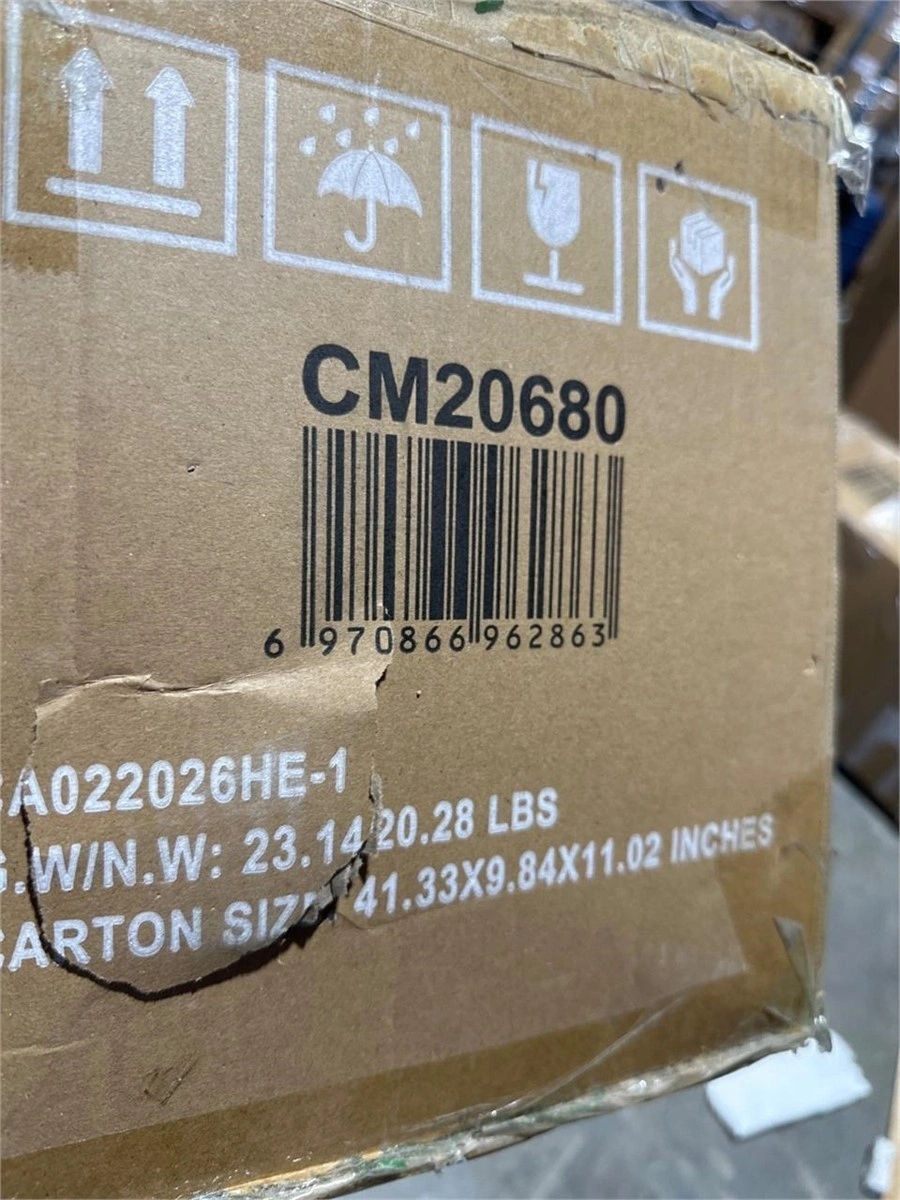 CM20680
6 970866 962863
A022026HE-1
.W/N.W: 23.14 20.28 LBS
CARTON SIZE: 41.33X9.84X11.02 INCHES